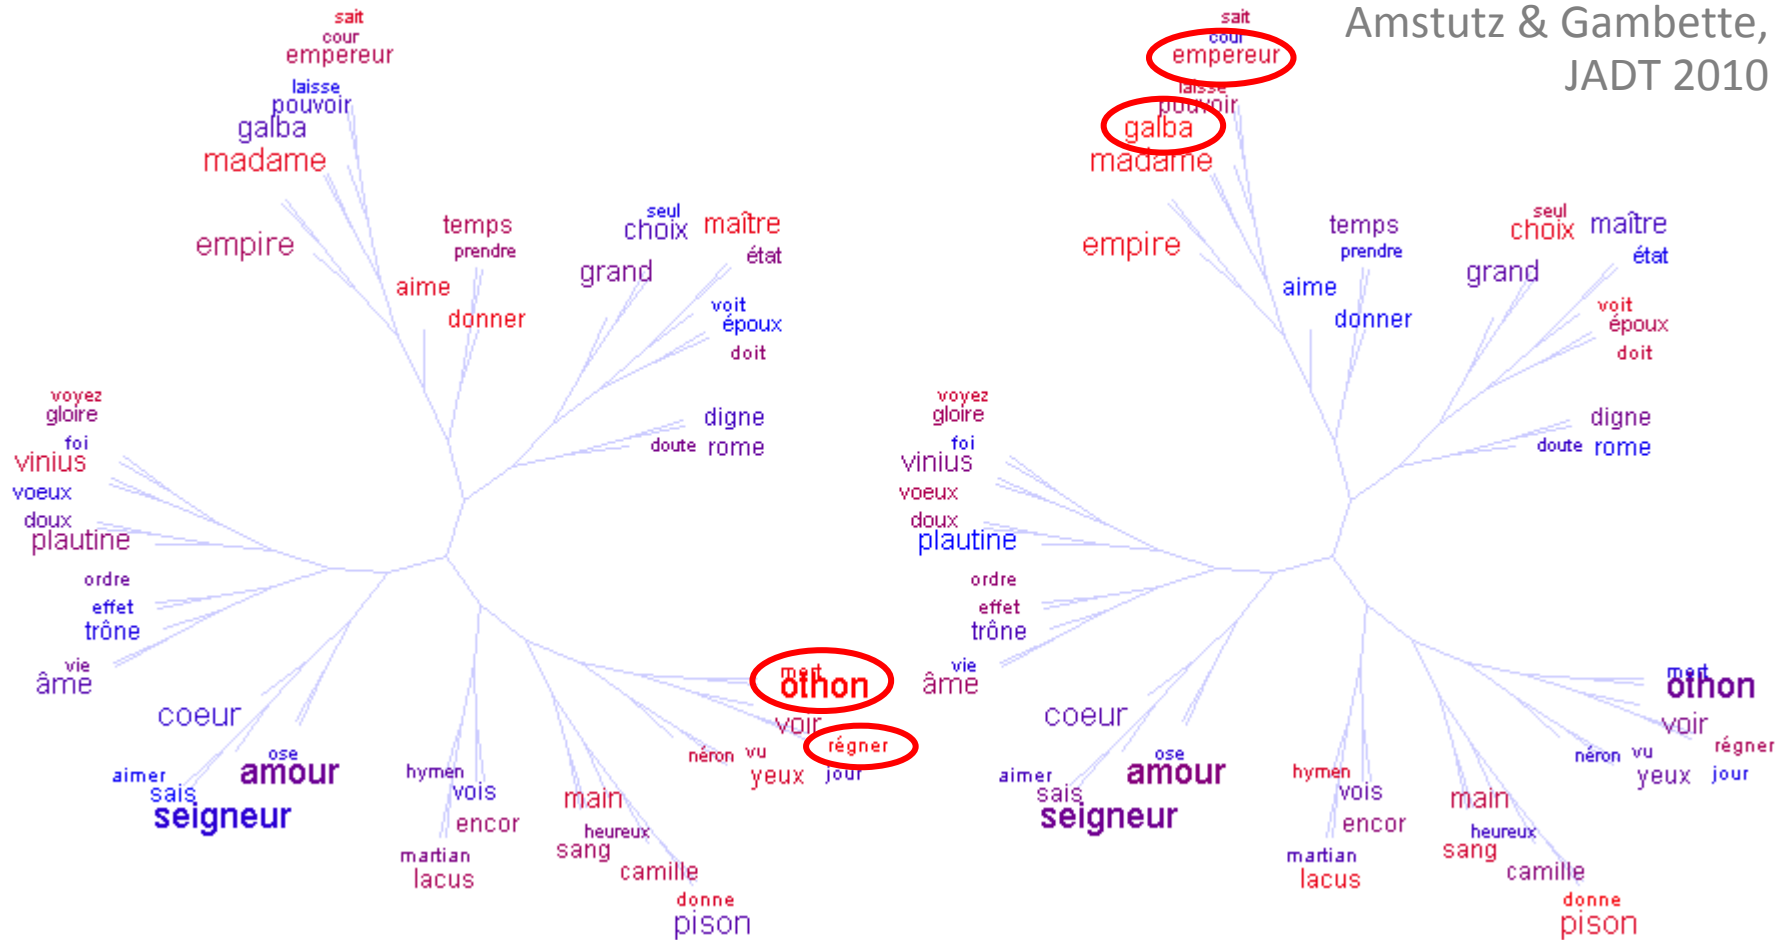 Amstutz & Gambette,
JADT 2010
sait
cour
empereur
laisse
pouvoir
galba
madame
empire
temps
prendre
aime
donner
seul
choix
maître
état
grand
voit
époux
doit
digne
doute rome
voyez
gloire
foi
vinius
voeux
doux
plautine
ordre
effet
trône
vie
âme
coeur
ose
amour
aimer
sais
seigneur
hymen
vois
encor
martian
lacus
main
heureux
sang
camille
donne
pison
mort
othon
voir
régner
néron vu
yeux
jour
sait
cour
empereur
laisse
pouvoir
galba
madame
empire
temps
prendre
aime
donner
seul
choix
maître
état
grand
voit
époux
doit
digne
doute rome
voyez
gloire
foi
vinius
voeux
doux
plautine
ordre
effet
trône
vie
âme
coeur
ose
amour
aimer
sais
seigneur
hymen
vois
encor
martian
lacus
main
heureux
sang
camille
donne
pison
mort
othon
voir
régner
néron vu
yeux
jour